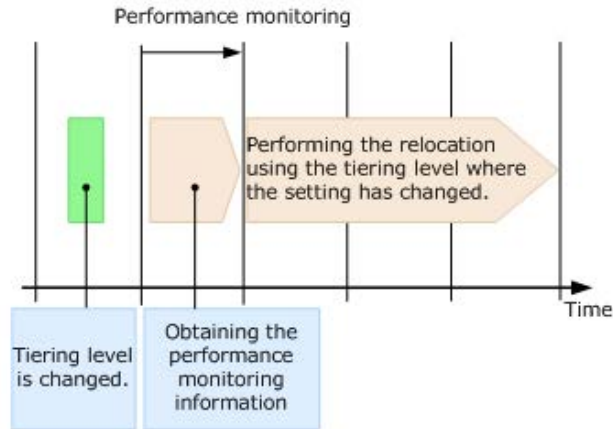 Performance monitoring
Performing the relocation
using the tiering level where
the setting has changed.
Time
Tiering level
is changed.
Obtaining the
performance
monitoring
information